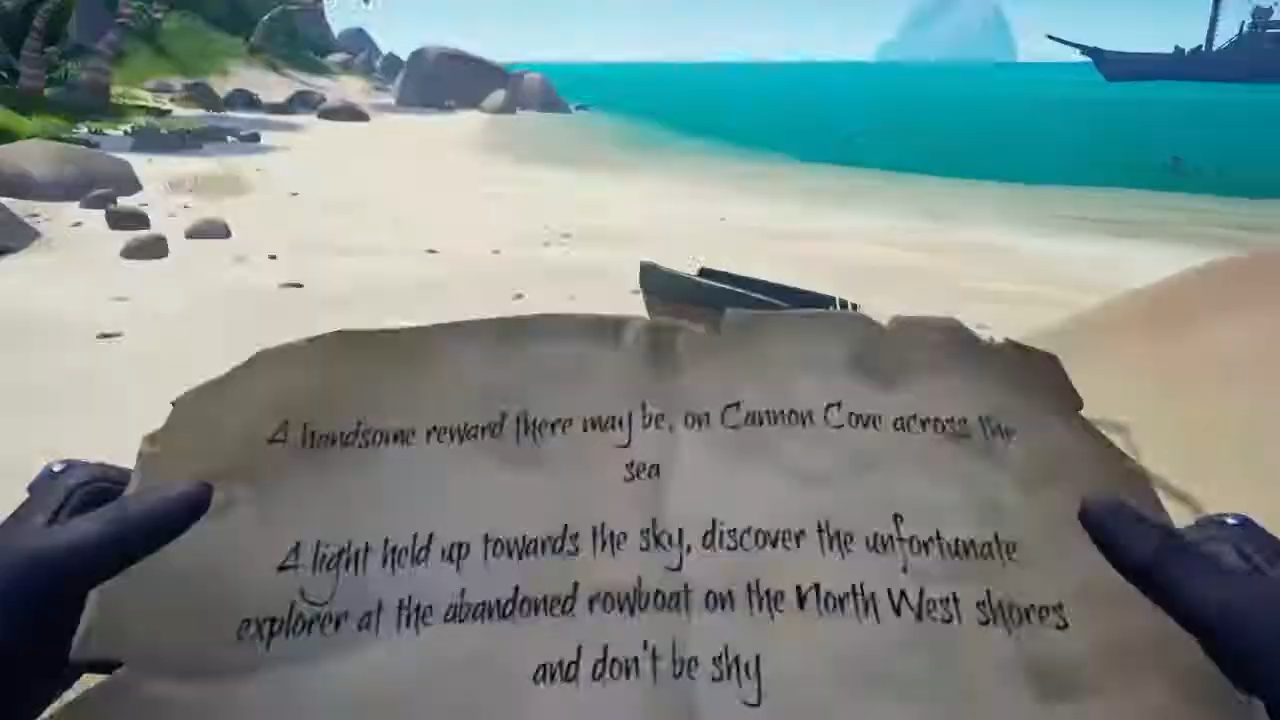 A handsome reward there may be, on Cannon Cove across the
sea
A light held up towards the sky, discover the unfortunate
explorer at the abandoned rowboat on the North West shores
and don't be shy